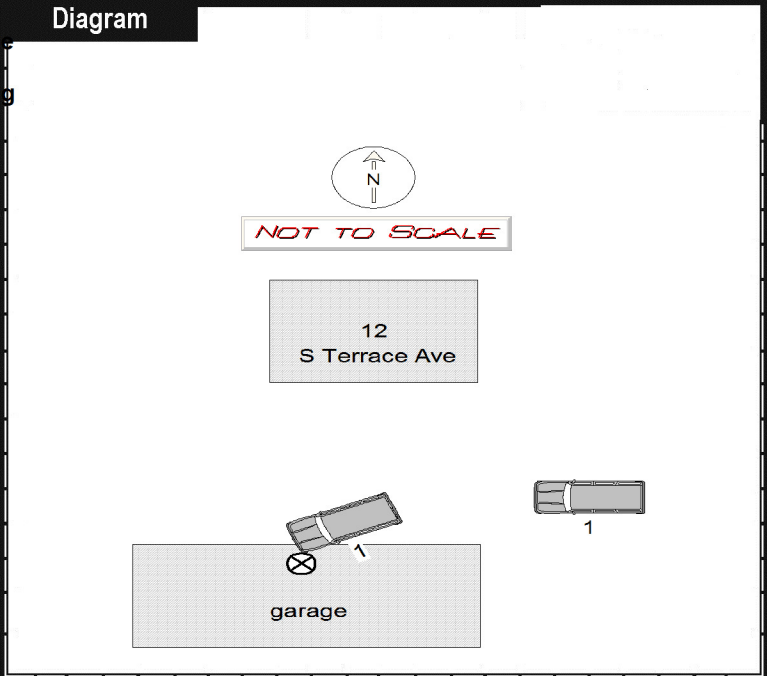 Diagram
e
g
N
NOT TO SCALE
12
S Terrace Ave
1
1
garage